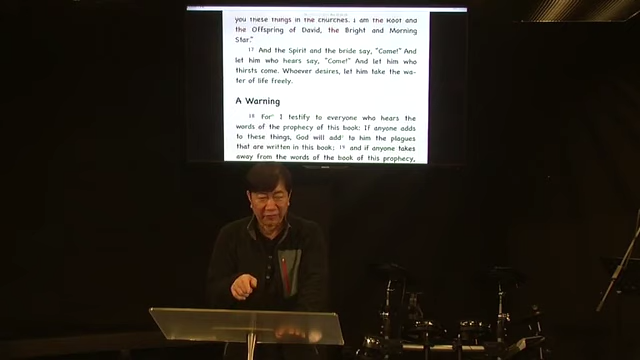 you these things in the churches. I am the Root and
the Offspring of David, the Bright and Morning
Star."
17 And the Spirit and the bride say, "Come!" And
let him who hears say, "Come!" And let him who
thirsts come. Whoever desires, let him take the wa-
ter of life freely.
A Warning
18 For I testify to everyone who hears the
words of the prophecy of this book: If anyone adds
to these things, God will add to him the plagues
that are written in this book; 19 and if anyone takes
away from the words of the book of this prophecy,